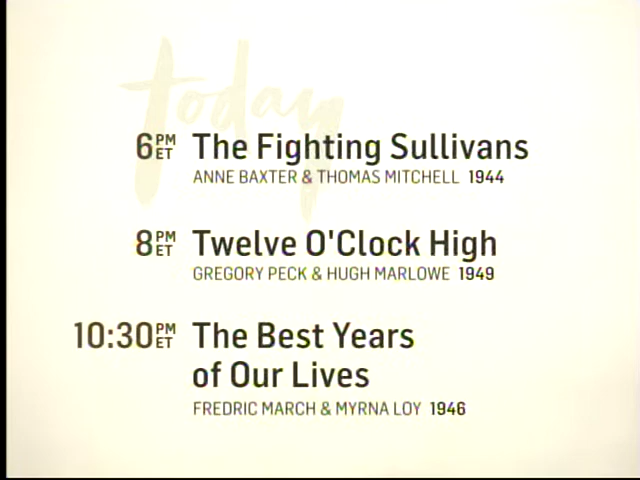 today
6PM ET The Fighting Sullivans
ANNE BAXTER & THOMAS MITCHELL 1944
8PM ET Twelve O'Clock High
GREGORY PECK & HUGH MARLOWE 1949
10:30PM ET The Best Years
of Our Lives
FREDRIC MARCH & MYRNA LOY 1946